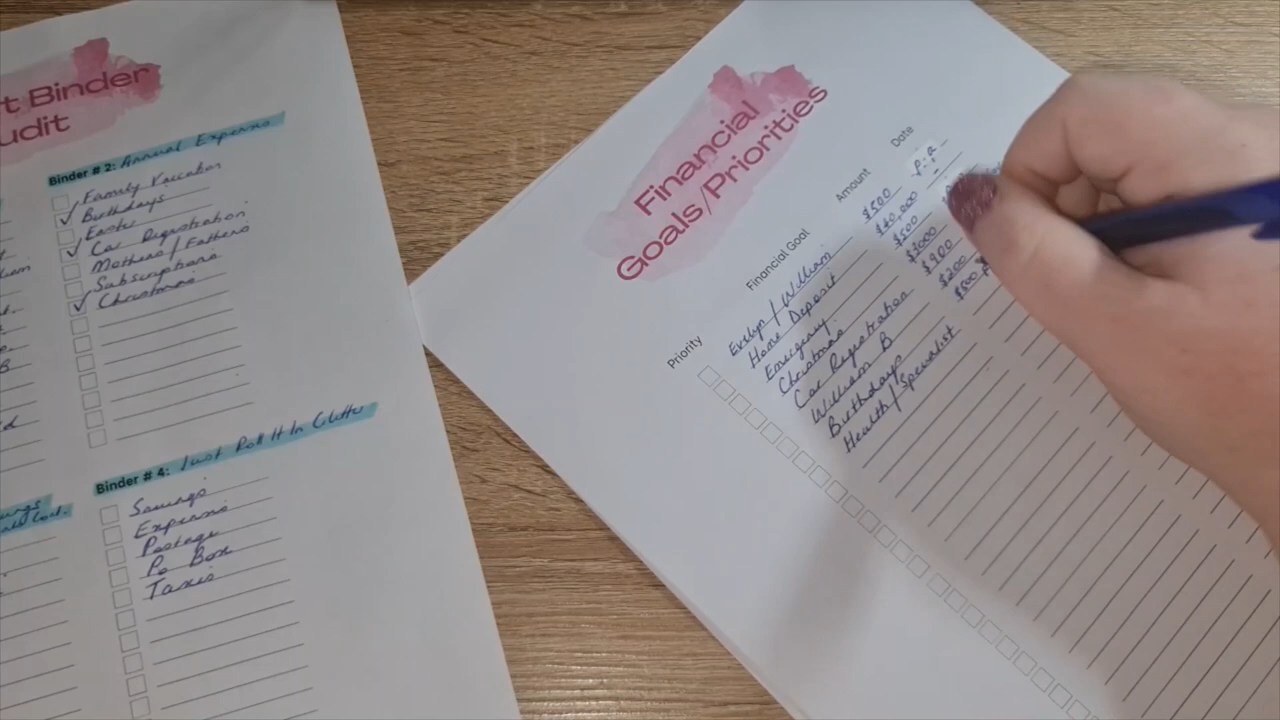 t Binder
udit
Binder # 2: Annual Expenses
Family Vacation
Birthdays
Easter
Car Registration
Mothers / Fathers
Subscriptions
Christmas
Binder # 4: Just Roll It In Glitter
Savings
Expenses
Postage
Po Box
Taxes
Financial
Goals/Priorities
Priority
Financial Goal
Amount
Date
Evelyn / William $500 p.a
Home Deposit $40,000
Emergency $500
Christmas $3000
Car Registration $900
William B $200
Birthdays $500
Health / Specialist